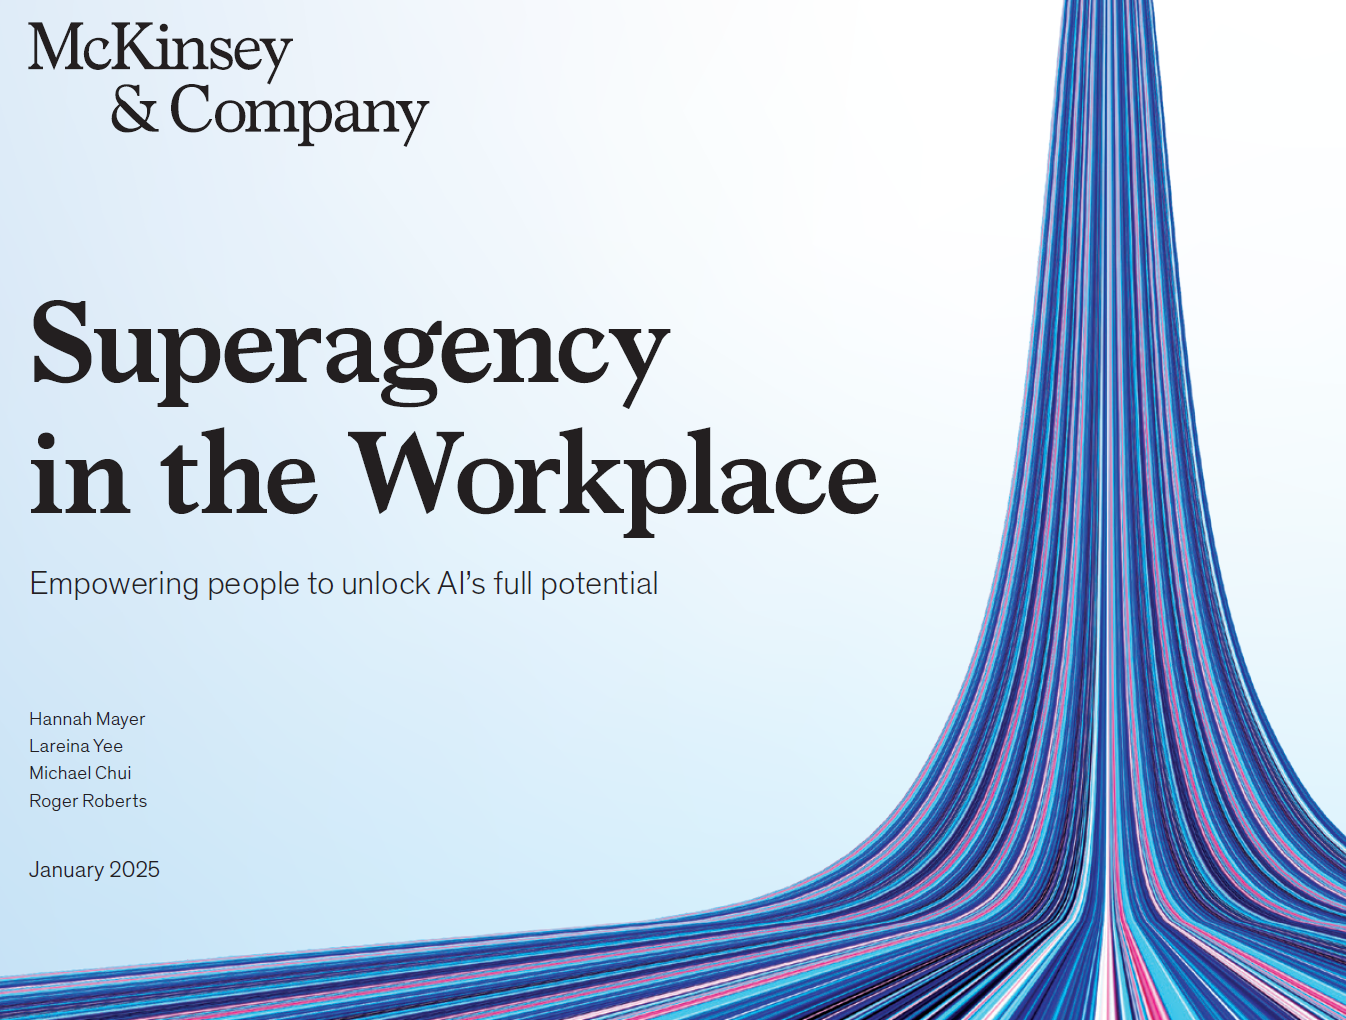 McKinsey
& Company
Superagency
in the Workplace
Empowering people to unlock AI’s full potential
Hannah Mayer
Lareina Yee
Michael Chui
Roger Roberts
January 2025